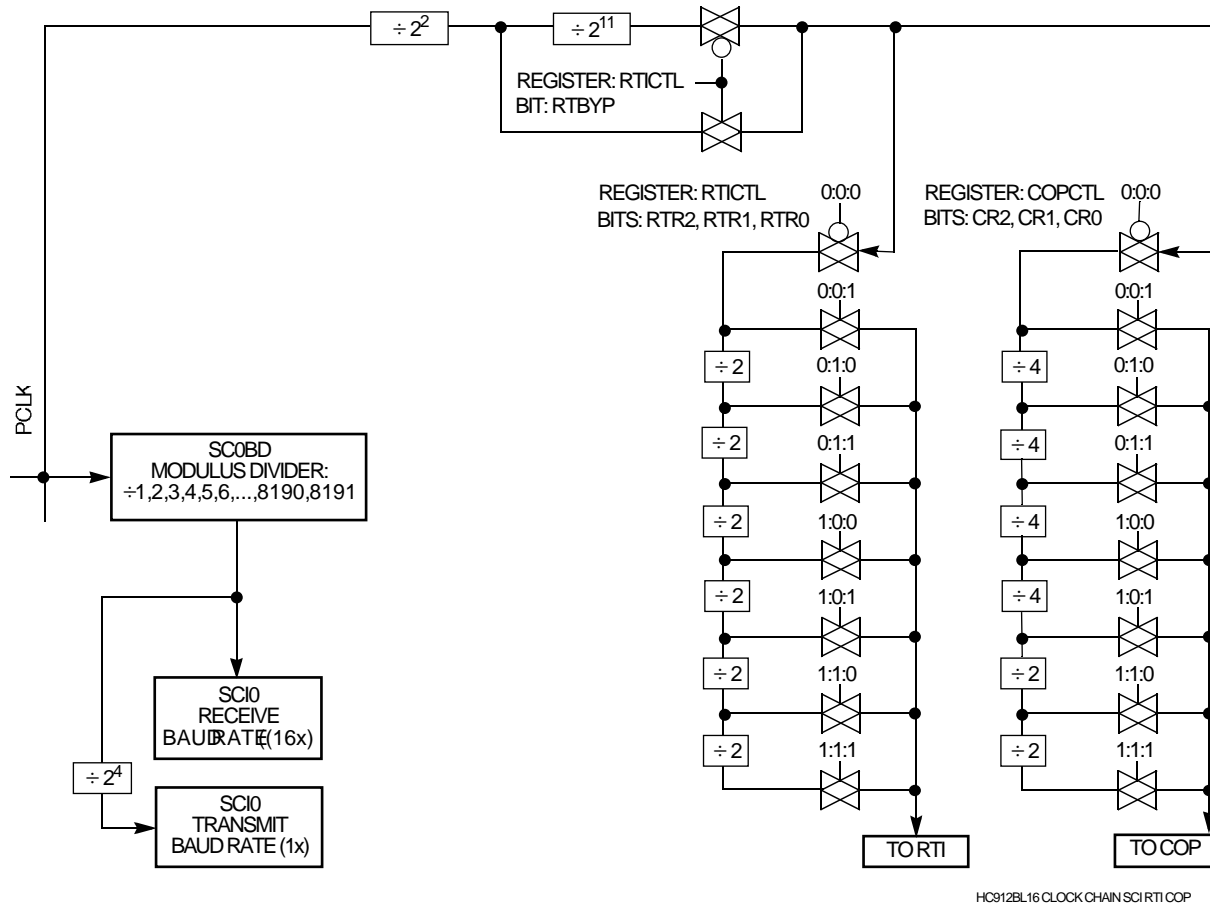 ÷ 2²
÷ 2¹¹
REGISTER: RTICTL
BIT: RTBYP
REGISTER: RTICTL
BITS: RTR2, RTR1, RTR0
0:0:0
REGISTER: COPCTL
BITS: CR2, CR1, CR0
0:0:0
0:0:1
0:0:1
÷ 2
÷ 4
0:1:0
0:1:0
÷ 2
÷ 4
0:1:1
0:1:1
÷ 2
÷ 4
1:0:0
1:0:0
÷ 2
÷ 4
1:0:1
1:0:1
÷ 2
÷ 2
1:1:0
1:1:0
÷ 2
÷ 2
1:1:1
1:1:1
TO RTI
TO COP
PCLK
SC0BD
MODULUS DIVIDER:
÷1,2,3,4,5,6,...,8190,8191
SCI0
RECEIVE
BAUD RATE (16x)
÷ 2⁴
SCI0
TRANSMIT
BAUD RATE (1x)
HC912BL16 CLOCK CHAIN SCI RTI COP